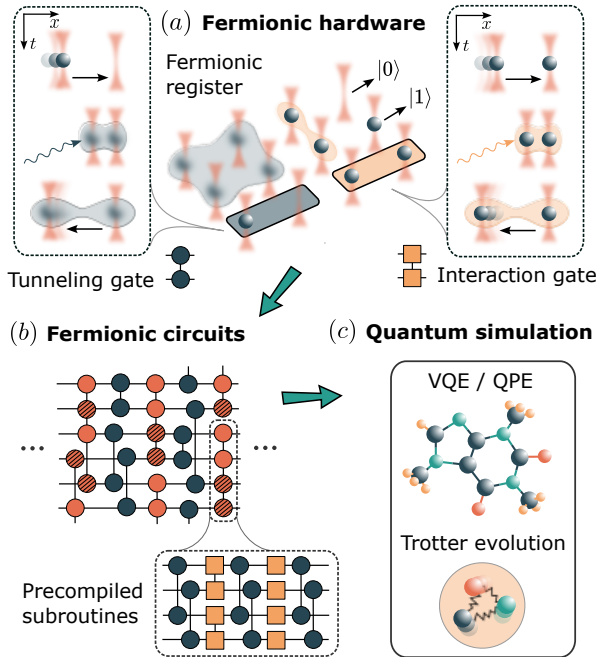 (a) Fermionic hardware
x
t
Fermionic
register
|0⟩
|1⟩
x
t
Tunneling gate
Interaction gate
(b) Fermionic circuits
(c) Quantum simulation
...
...
Precompiled
subroutines
VQE / QPE
Trotter evolution